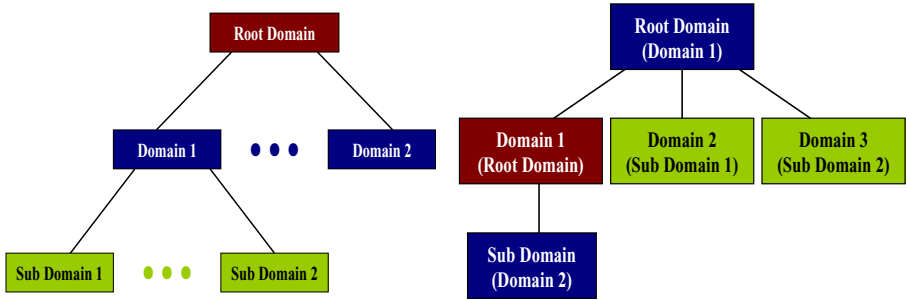 Root Domain
Domain 1
Domain 2
Sub Domain 1
Sub Domain 2
Root Domain
(Domain 1)
Domain 1
(Root Domain)
Domain 2
(Sub Domain 1)
Domain 3
(Sub Domain 2)
Sub Domain
(Domain 2)